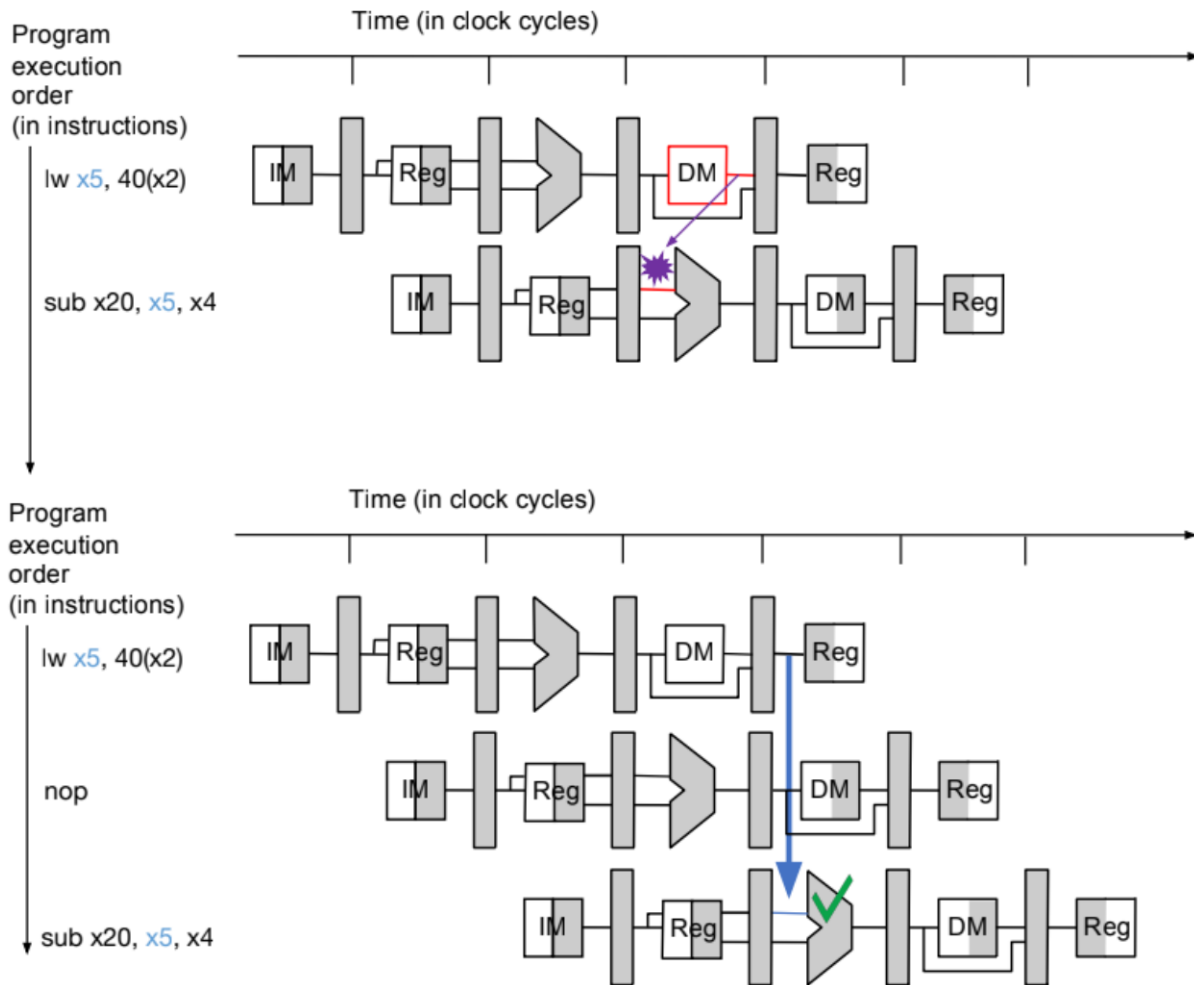 Time (in clock cycles)
Program
execution
order
(in instructions)
lw x5, 40(x2)
IM
Reg
DM
Reg
sub x20, x5, x4
IM
Reg
DM
Reg
Time (in clock cycles)
Program
execution
order
(in instructions)
lw x5, 40(x2)
IM
Reg
DM
Reg
nop
IM
Reg
DM
Reg
sub x20, x5, x4
IM
Reg
DM
Reg